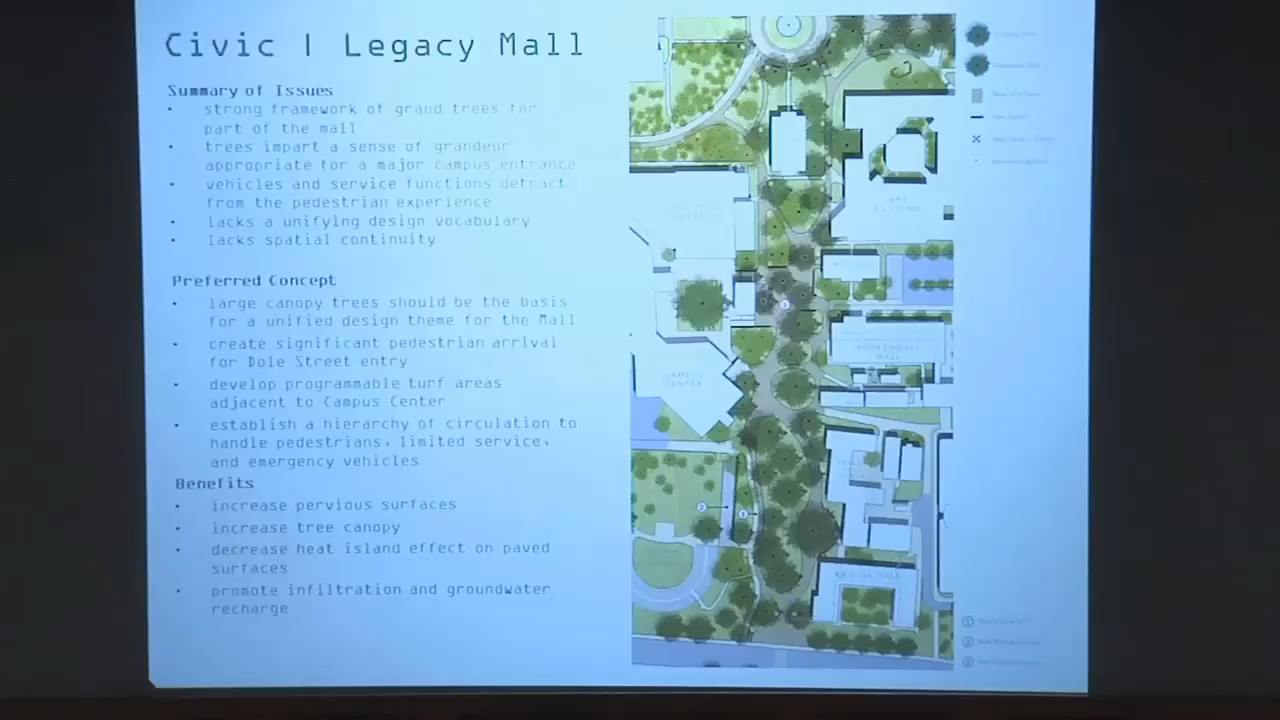 Civic | Legacy Mall
Summary of Issues
• strong framework of grand trees for
part of the mall
• trees impart a sense of grandeur
appropriate for a major campus entrance
• vehicles and service functions detract
from the pedestrian experience
• lacks a unifying design vocabulary
• lacks spatial continuity
Preferred Concept
• large canopy trees should be the basis
for a unified design theme for the Mall
• create significant pedestrian arrival
for Dole Street entry
• develop programmable turf areas
adjacent to Campus Center
• establish a hierarchy of circulation to
handle pedestrians, limited service,
and emergency vehicles
Benefits
• increase pervious surfaces
• increase tree canopy
• decrease heat island effect on paved
surfaces
• promote infiltration and groundwater
recharge
ART
BUILDING
KUYKENDALL
HALL
CAMPUS
CENTER